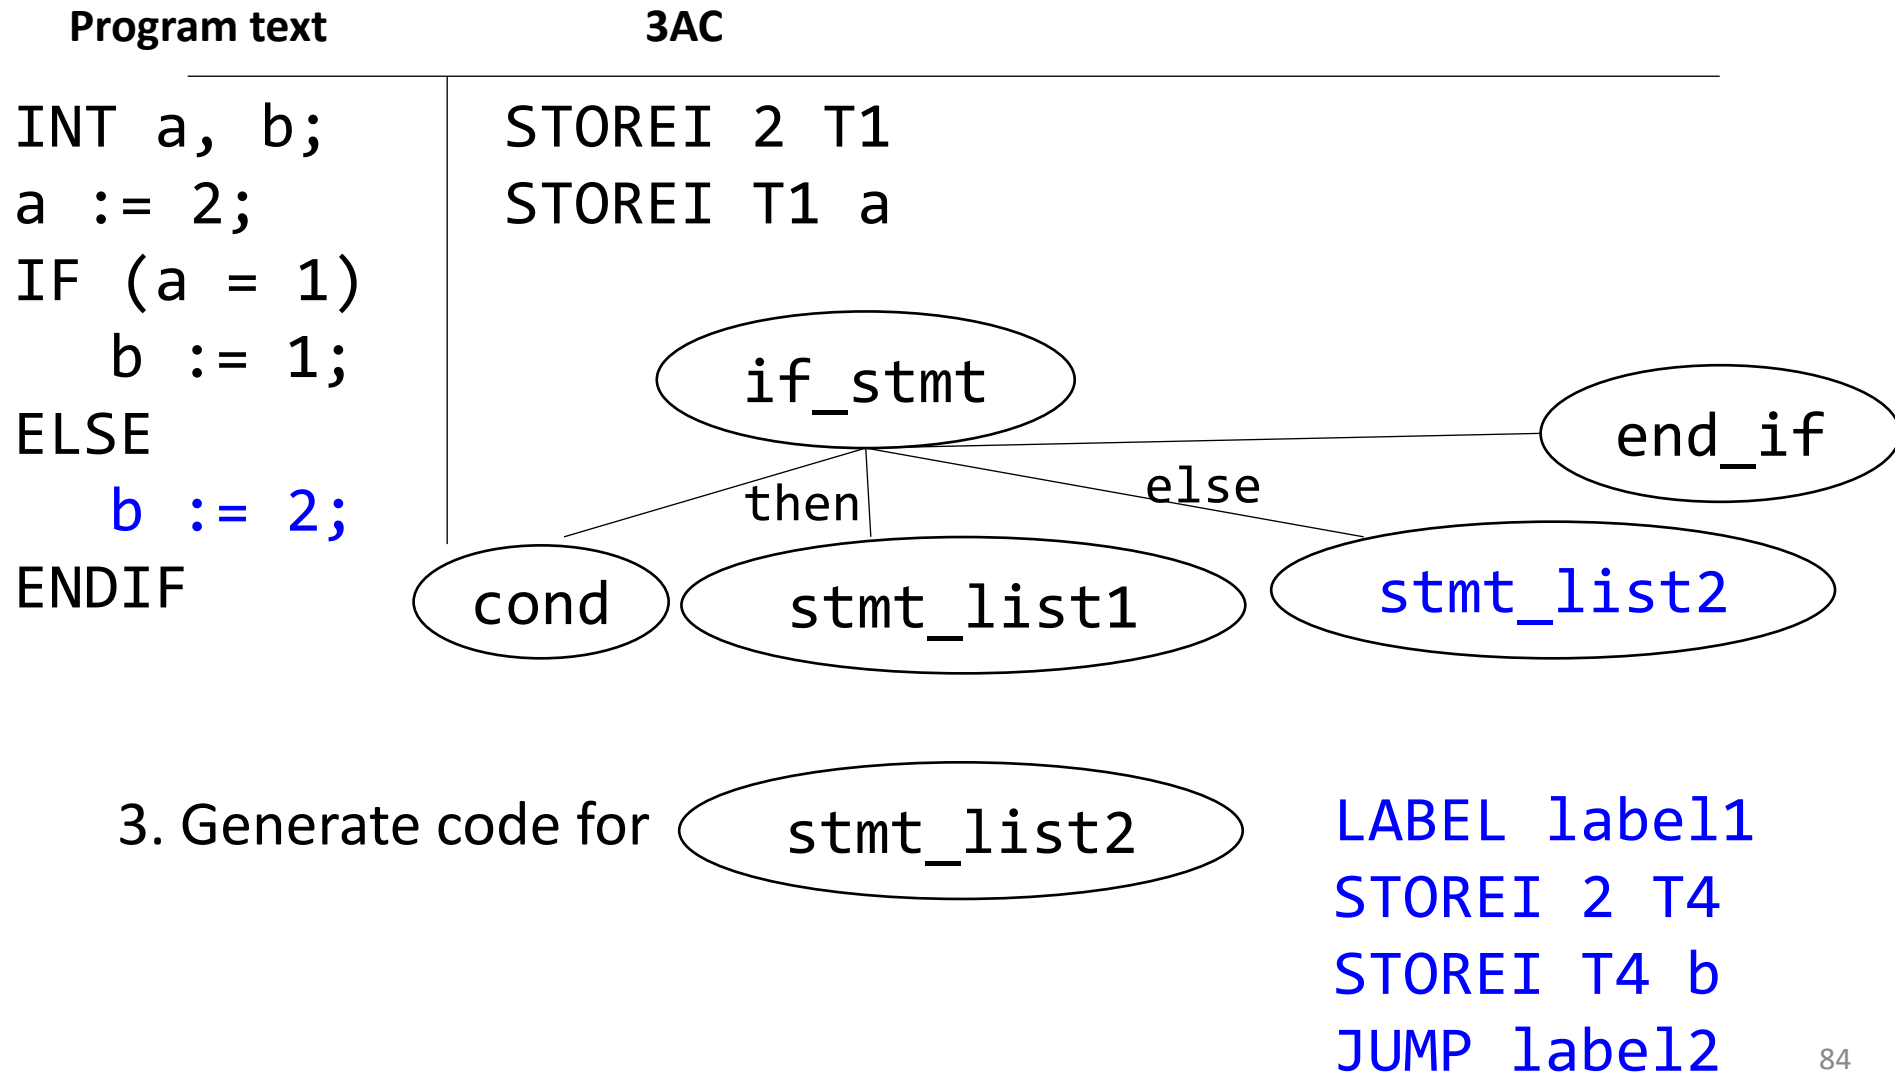 Program text
3AC
INT a, b;
a := 2;
IF (a = 1)
   b := 1;
ELSE
   b := 2;
ENDIF
STOREI 2 T1
STOREI T1 a
if_stmt
end_if
then
else
cond
stmt_list1
stmt_list2
3. Generate code for
stmt_list2
LABEL label1
STOREI 2 T4
STOREI T4 b
JUMP label2
84